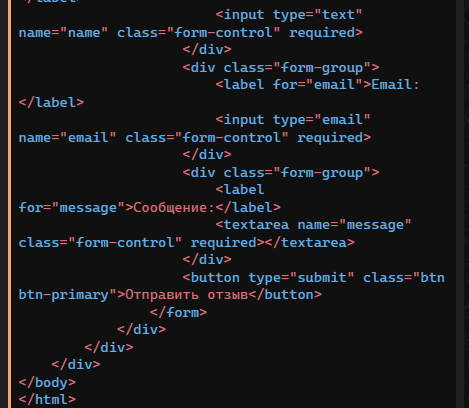 </label>
<input type="text"
name="name" class="form-control" required>
</div>
<div class="form-group">
<label for="email">Email:
</label>
<input type="email"
name="email" class="form-control" required>
</div>
<div class="form-group">
<label
for="message">Сообщение:</label>
<textarea name="message"
class="form-control" required></textarea>
</div>
<button type="submit" class="btn
btn-primary">Отправить отзыв</button>
</form>
</div>
</div>
</div>
</body>
</html>